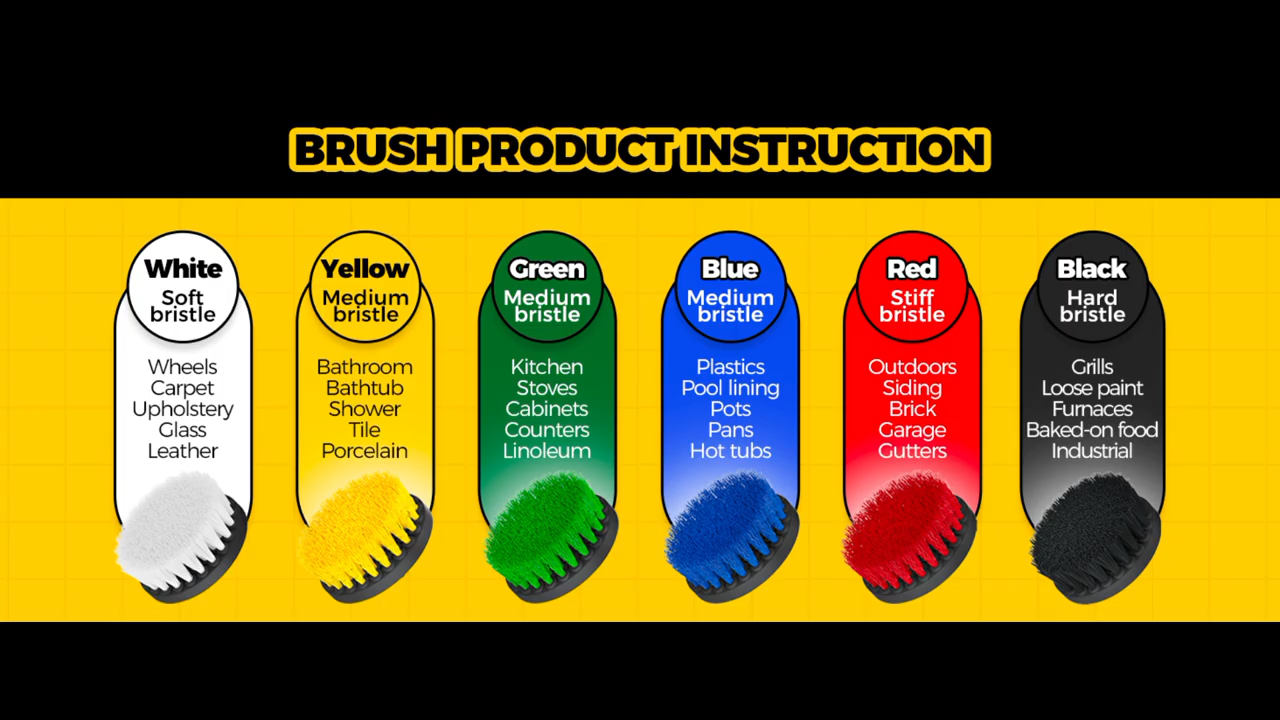 BRUSH PRODUCT INSTRUCTION
White
Soft
bristle
Wheels
Carpet
Upholstery
Glass
Leather
Yellow
Medium
bristle
Bathroom
Bathtub
Shower
Tile
Porcelain
Green
Medium
bristle
Kitchen
Stoves
Cabinets
Counters
Linoleum
Blue
Medium
bristle
Plastics
Pool lining
Pots
Pans
Hot tubs
Red
Stiff
bristle
Outdoors
Siding
Brick
Garage
Gutters
Black
Hard
bristle
Grills
Loose paint
Furnaces
Baked-on food
Industrial